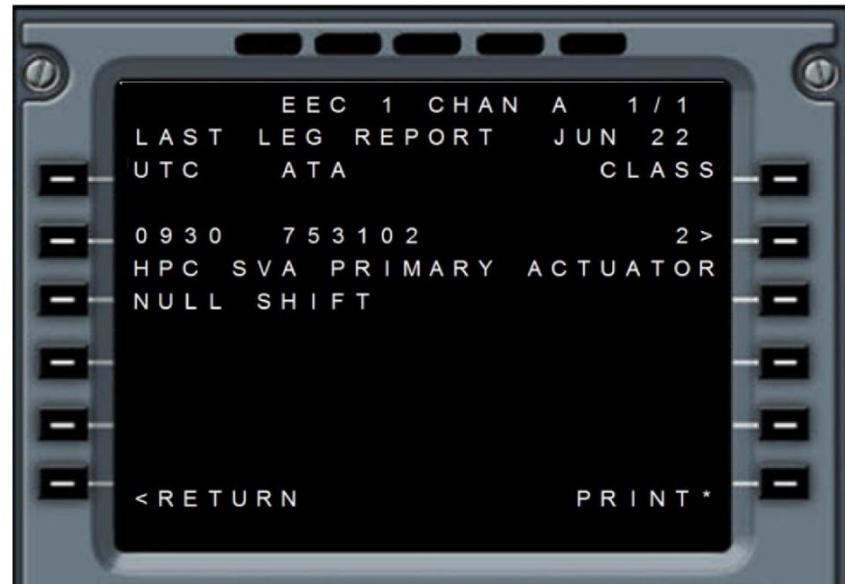 EEC 1 CHAN A 1/1
LAST LEG REPORT JUN 22
UTC ATA CLASS
0930 753102 2>
HPC SVA PRIMARY ACTUATOR
NULL SHIFT
<RETURN PRINT*